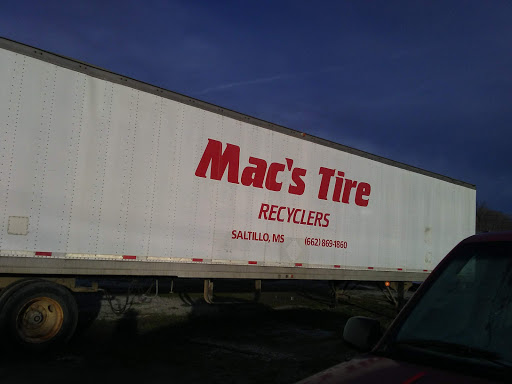 Mac's Tire
RECYCLERS
SALTILLO, MS (662) 869-1860